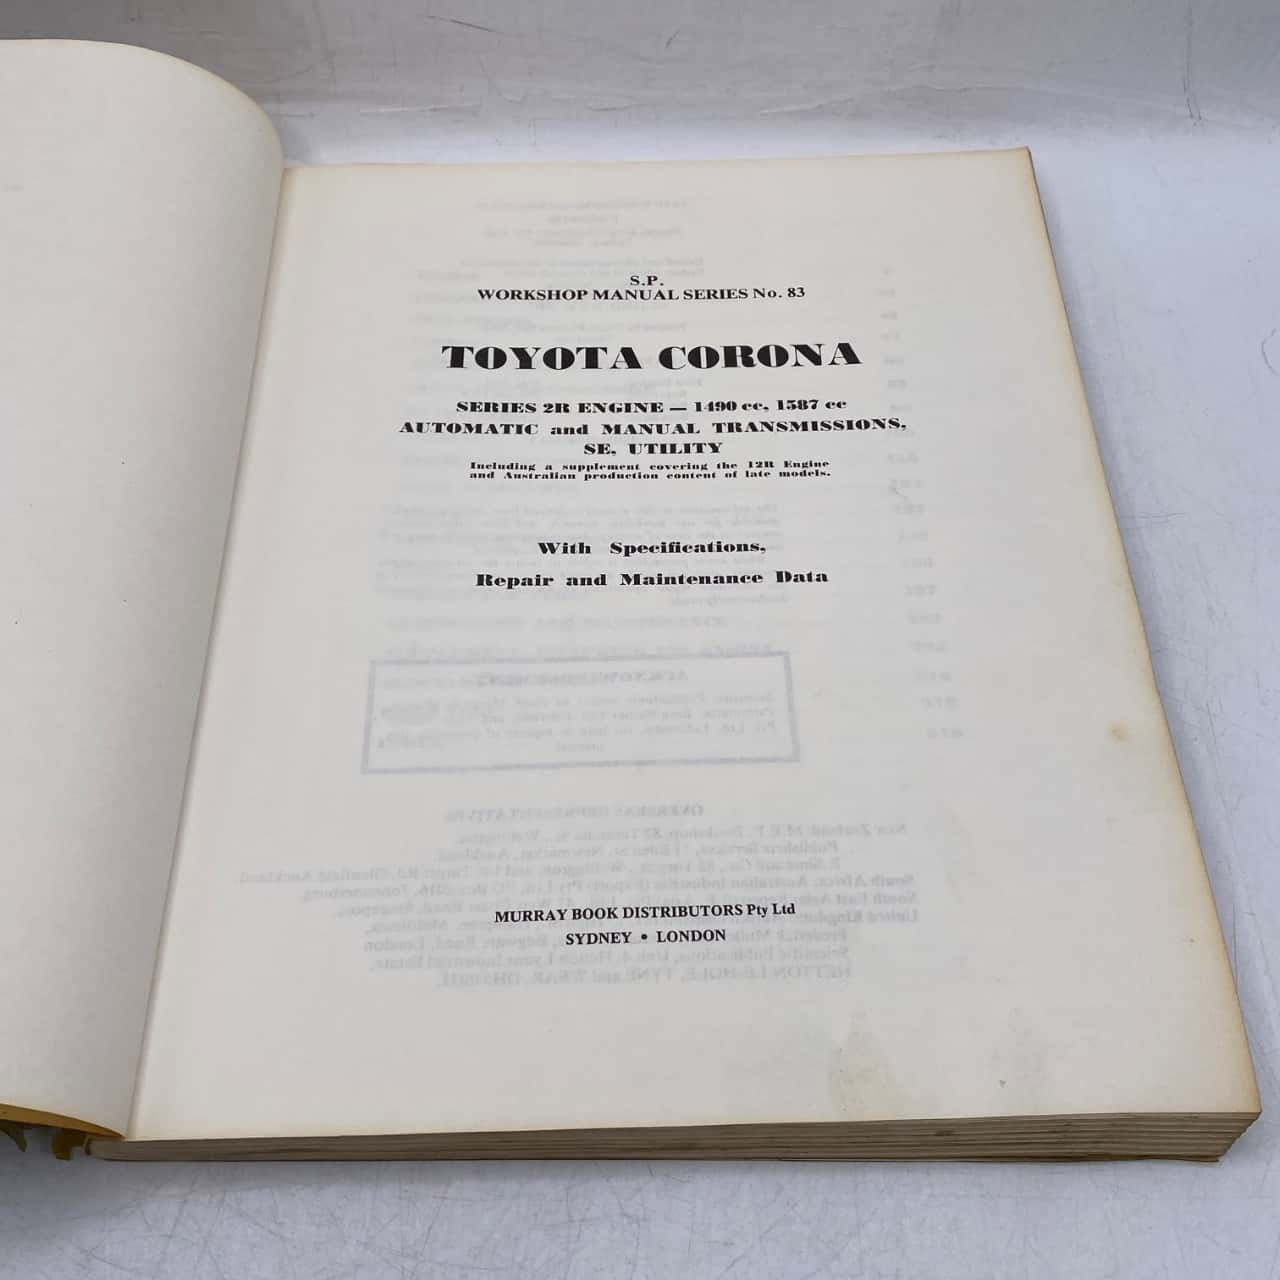 S.P.
WORKSHOP MANUAL SERIES No. 83
TOYOTA CORONA
SERIES 2R ENGINE — 1490 cc, 1587 cc
AUTOMATIC and MANUAL TRANSMISSIONS,
SE, UTILITY
Including a supplement covering the 12R Engine
and Australian production content of late models.
With Specifications,
Repair and Maintenance Data
MURRAY BOOK DISTRIBUTORS Pty Ltd
SYDNEY • LONDON